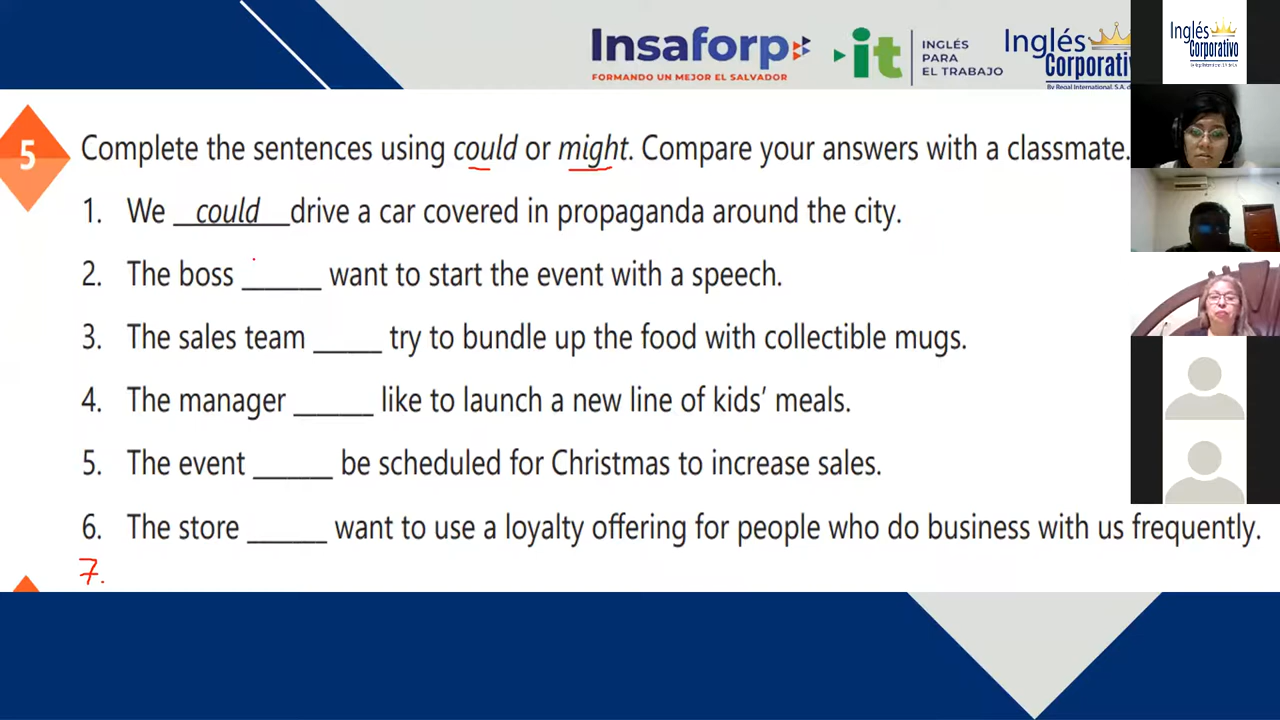 Insaforp
FORMANDO UN MEJOR EL SALVADOR
it
INGLÉS
PARA
EL TRABAJO
Inglés
Corporativo
By Regal International, S.A. d
Inglés
Corporativo
5
Complete the sentences using could or might. Compare your answers with a classmate.
1. We __could__drive a car covered in propaganda around the city.
2. The boss ______ want to start the event with a speech.
3. The sales team _____ try to bundle up the food with collectible mugs.
4. The manager ______ like to launch a new line of kids' meals.
5. The event ______ be scheduled for Christmas to increase sales.
6. The store ______ want to use a loyalty offering for people who do business with us frequently.
7.